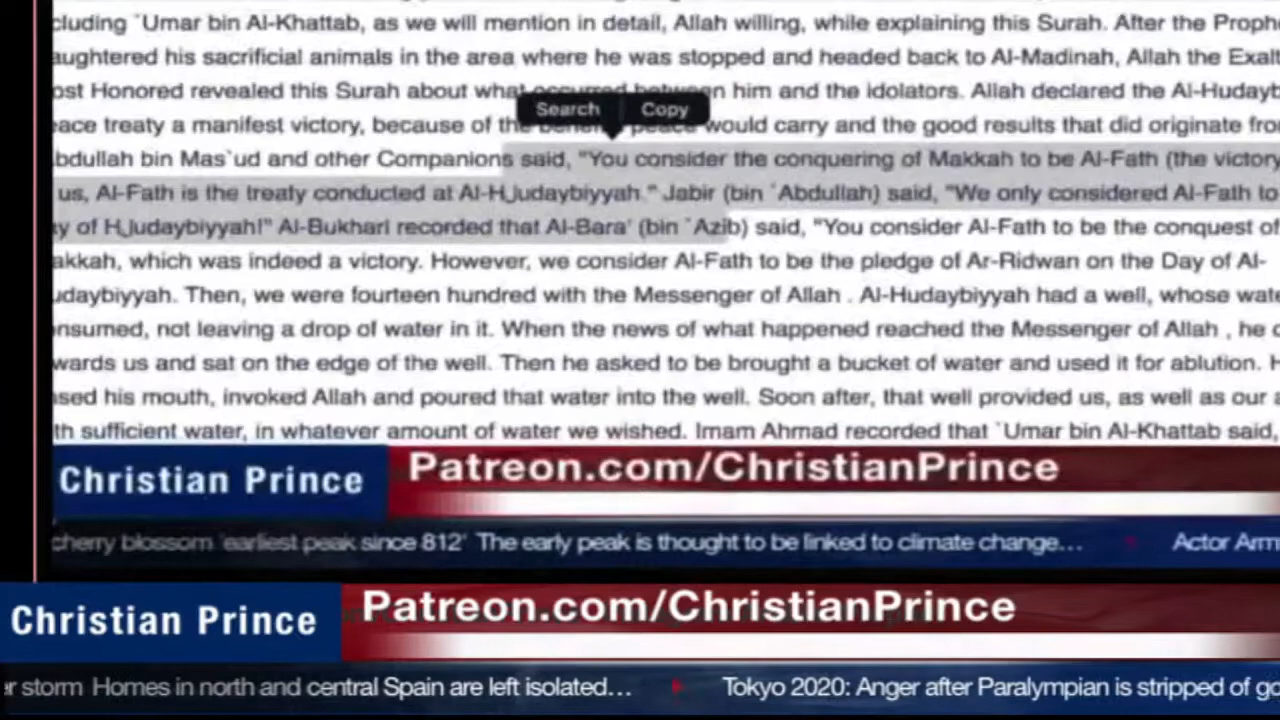 cluding `Umar bin Al-Khattab, as we will mention in detail, Allah willing, while explaining this Surah. After the Proph
aughtered his sacrificial animals in the area where he was stopped and headed back to Al-Madinah, Allah the Exalt
ost Honored revealed this Surah about what occurred between him and the idolators. Allah declared the Al-Hudayb
Search Copy
eace treaty a manifest victory, because of the benefits peace would carry and the good results that did originate fro
bdullah bin Mas`ud and other Companions said, "You consider the conquering of Makkah to be Al-Fath (the victory
us, Al-Fath is the treaty conducted at Al-HJudaybiyyah." Jabir (bin `Abdullah) said, "We only considered Al-Fath to
ay of HJudaybiyyah!" Al-Bukhari recorded that Al-Bara' (bin `Azib) said, "You consider Al-Fath to be the conquest of
akkah, which was indeed a victory. However, we consider Al-Fath to be the pledge of Ar-Ridwan on the Day of Al-
udaybiyyah. Then, we were fourteen hundred with the Messenger of Allah . Al-Hudaybiyyah had a well, whose wate
onsumed, not leaving a drop of water in it. When the news of what happened reached the Messenger of Allah , he c
wards us and sat on the edge of the well. Then he asked to be brought a bucket of water and used it for ablution. H
sed his mouth, invoked Allah and poured that water into the well. Soon after, that well provided us, as well as our a
th sufficient water, in whatever amount of water we wished. Imam Ahmad recorded that `Umar bin Al-Khattab said,
Christian Prince Patreon.com/ChristianPrince
cherry blossom 'earliest peak since 812' The early peak is thought to be linked to climate change... Actor Arm
Christian Prince Patreon.com/ChristianPrince
r storm Homes in north and central Spain are left isolated... Tokyo 2020: Anger after Paralympian is stripped of go